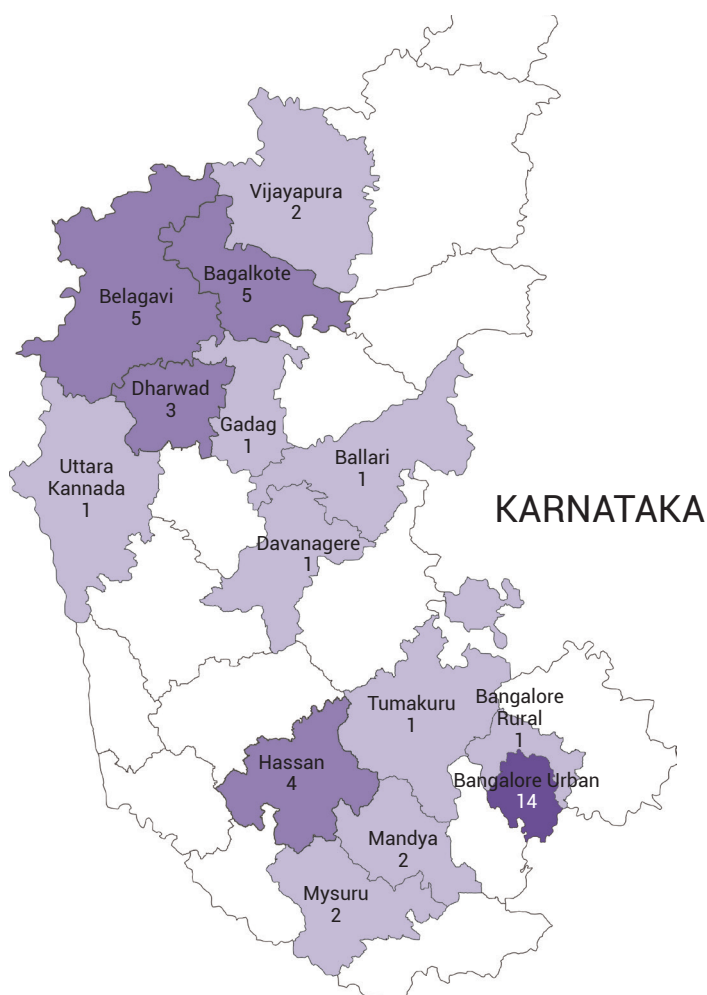 Vijayapura
2
Bagalkote
5
Belagavi
5
Dharwad
3
Gadag
1
Ballari
1
Uttara
Kannada
1
KARNATAKA
Davanagere
1
Tumakuru
1
Bangalore
Rural
1
Hassan
4
Bangalore Urban
14
Mandya
2
Mysuru
2